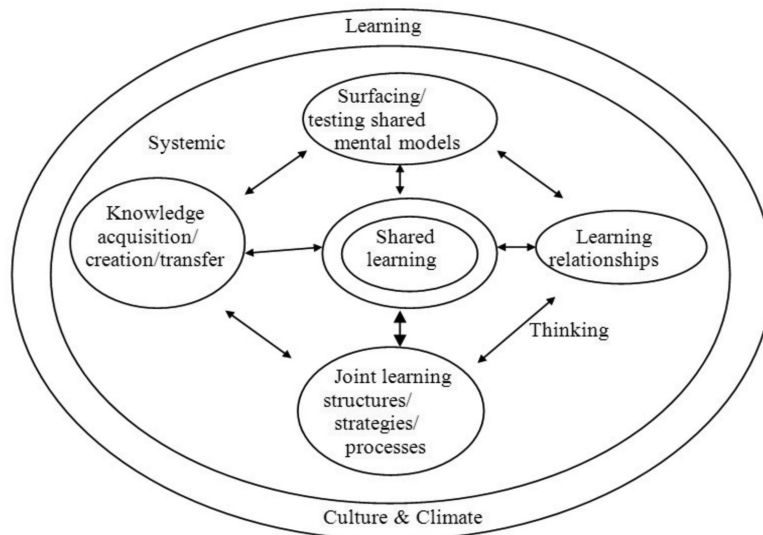 Learning
Surfacing/
testing shared
mental models
Systemic
Knowledge
acquisition/
creation/transfer
Shared
learning
Learning
relationships
Thinking
Joint learning
structures/
strategies/
processes
Culture & Climate